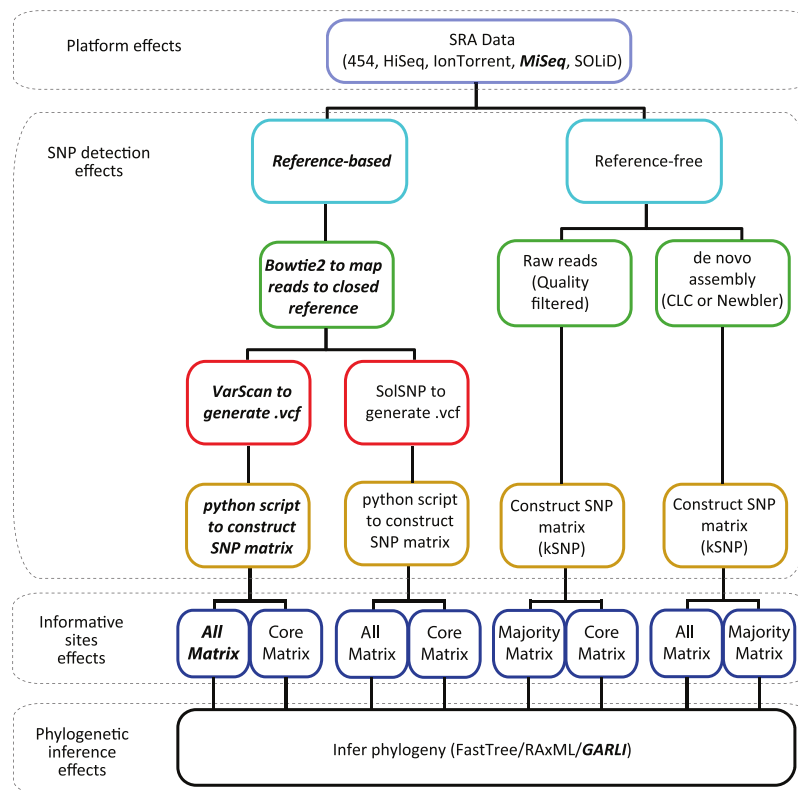 Platform effects
SRA Data
(454, HiSeq, IonTorrent, MiSeq, SOLiD)
SNP detection
effects
Reference-based
Reference-free
Bowtie2 to map
reads to closed
reference
Raw reads
(Quality
filtered)
de novo
assembly
(CLC or Newbler)
VarScan to
generate .vcf
SolSNP to
generate .vcf
python script
to construct
SNP matrix
python script
to construct
SNP matrix
Construct SNP
matrix
(kSNP)
Construct SNP
matrix
(kSNP)
Informative
sites
effects
All
Matrix
Core
Matrix
All
Matrix
Core
Matrix
Majority
Matrix
Core
Matrix
All
Matrix
Majority
Matrix
Phylogenetic
inference
effects
Infer phylogeny (FastTree/RAxML/GARLI)